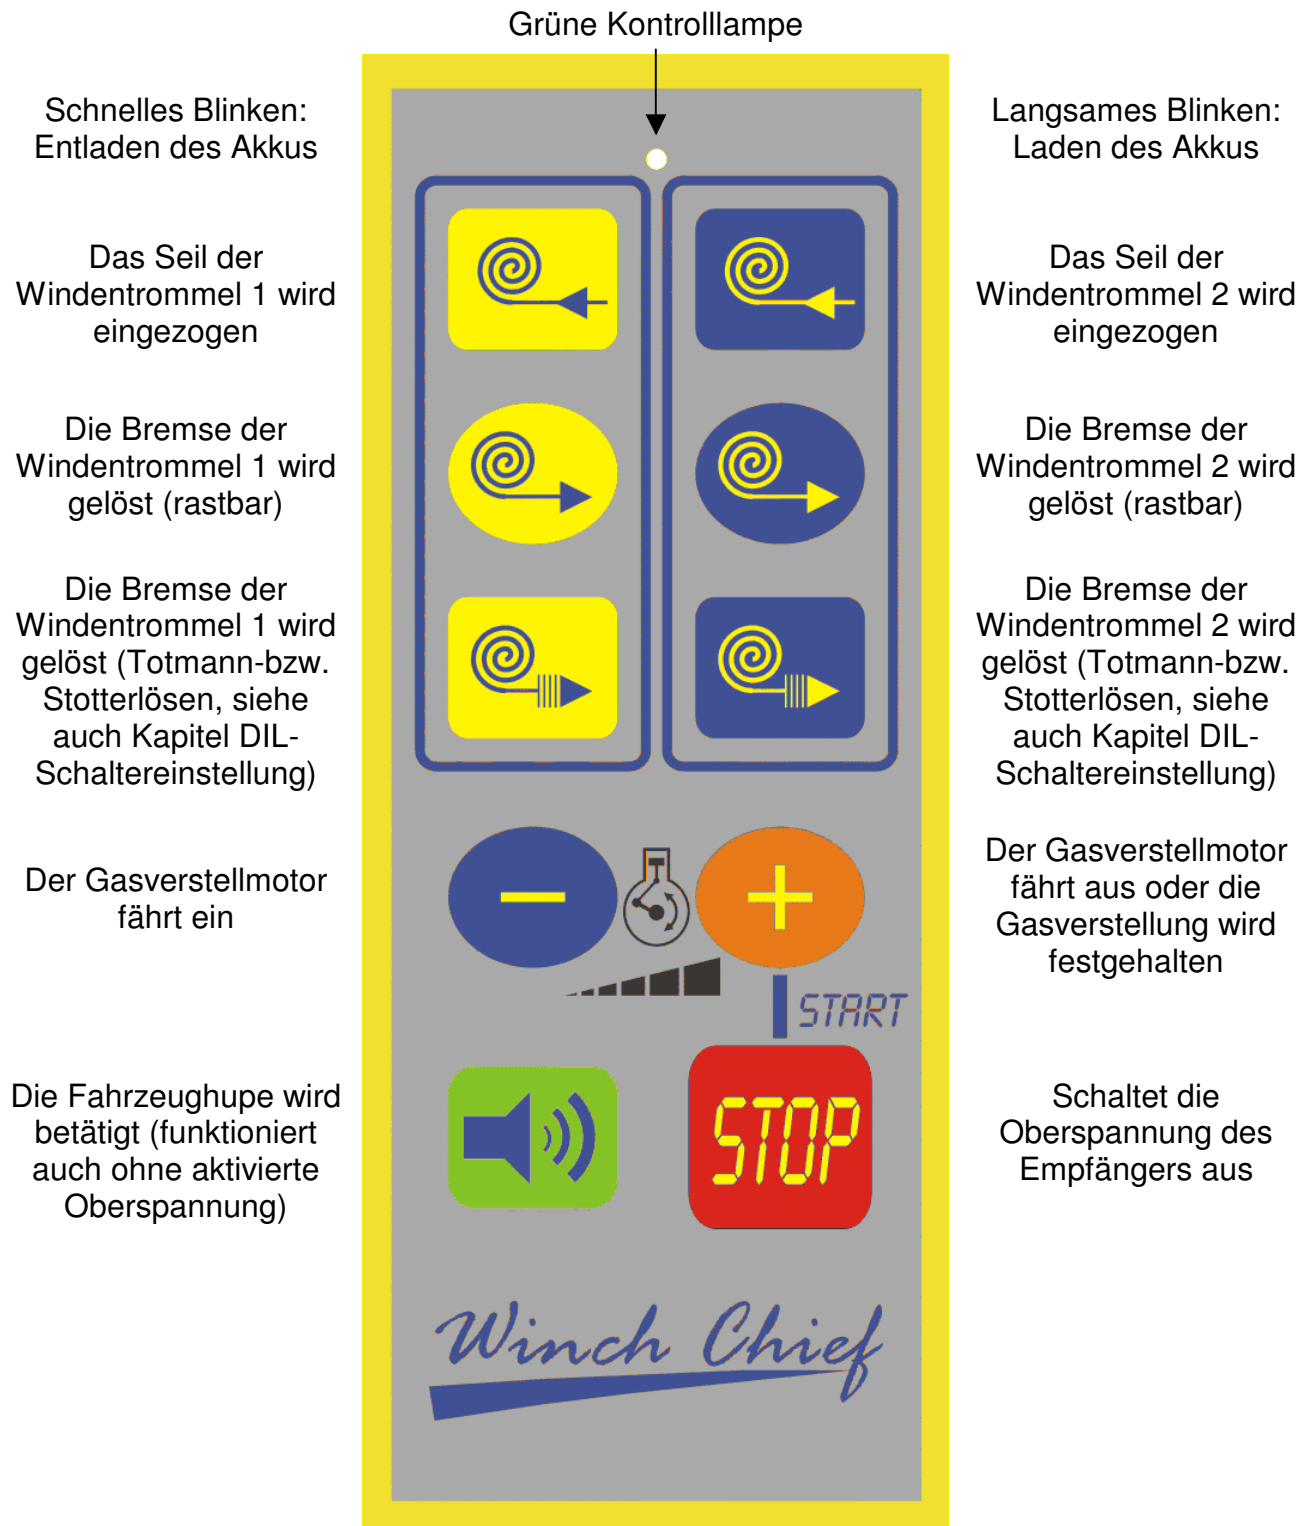 Grüne Kontrolllampe
Schnelles Blinken:
Entladen des Akkus
Langsames Blinken:
Laden des Akkus
Das Seil der
Windentrommel 1 wird
eingezogen
Das Seil der
Windentrommel 2 wird
eingezogen
Die Bremse der
Windentrommel 1 wird
gelöst (rastbar)
Die Bremse der
Windentrommel 2 wird
gelöst (rastbar)
Die Bremse der
Windentrommel 1 wird
gelöst (Totmann-bzw.
Stotterlösen, siehe
auch Kapitel DIL-
Schaltereinstellung)
Die Bremse der
Windentrommel 2 wird
gelöst (Totmann-bzw.
Stotterlösen, siehe
auch Kapitel DIL-
Schaltereinstellung)
Der Gasverstellmotor
fährt ein
−
+
Der Gasverstellmotor
fährt aus oder die
Gasverstellung wird
festgehalten
START
Die Fahrzeughupe wird
betätigt (funktioniert
auch ohne aktivierte
Oberspannung)
STOP
Schaltet die
Oberspannung des
Empfängers aus
Winch Chief